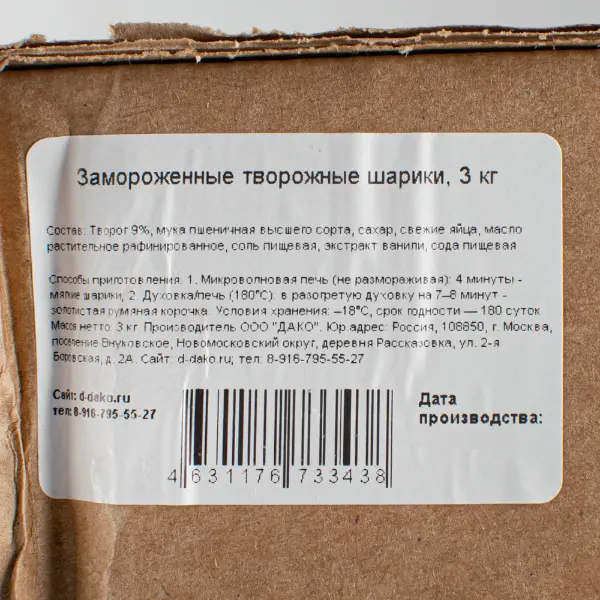 Замороженные творожные шарики, 3 кг
Состав: Творог 9%, мука пшеничная высшего сорта, сахар, свежие яйца, масло
растительное рафинированное, соль пищевая, экстракт ванили, сода пищевая
Способы приготовления: 1. Микроволновая печь (не размораживая): 4 минуты -
мягкие шарики; 2. Духовка/печь (180°С): в разогретую духовку на 7–8 минут -
золотистая румяная корочка. Условия хранения: –18°С, срок годности — 180 суток
Масса нетто: 3 кг. Производитель ООО "ДАКО". Юр.адрес: Россия, 108850, г. Москва,
поселение Внуковское, Новомосковский округ, деревня Рассказовка, ул. 2-я
Боровская, д. 2А. Сайт: d-dako.ru; тел: 8-916-795-55-27
Сайт: d-dako.ru
тел: 8-916-795-55-27
Дата
производства:
4 631176 733438